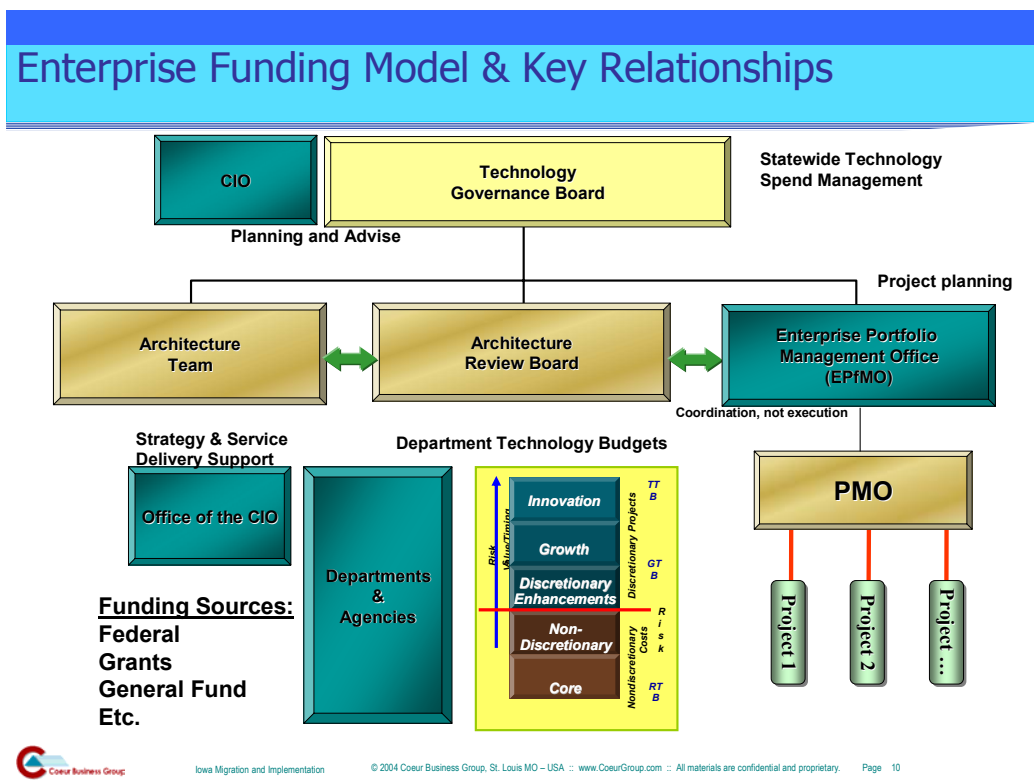 Enterprise Funding Model & Key Relationships
CIO
Technology
Governance Board
Statewide Technology
Spend Management
Planning and Advise
Project planning
Architecture
Team
Architecture
Review Board
Enterprise Portfolio
Management Office
(EPfMO)
Coordination, not execution
Strategy & Service
Delivery Support
Department Technology Budgets
Office of the CIO
Departments
&
Agencies
Risk
Value/Timing
Innovation
Growth
Discretionary
Enhancements
Non-
Discretionary
Core
Discretionary Projects
Nondiscretionary
Costs
TT
B
GT
B
R
i
s
k
RT
B
PMO
Project 1
Project 2
Project ...
Funding Sources:
Federal
Grants
General Fund
Etc.
Coeur Business Group
Iowa Migration and Implementation
© 2004 Coeur Business Group, St. Louis MO – USA :: www.CoeurGroup.com :: All materials are confidential and proprietary.
Page 10